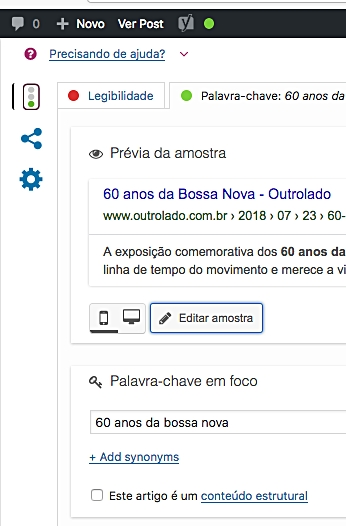 0 + Novo Ver Post
Precisando de ajuda?
Legibilidade
Palavra-chave: 60 anos da
Prévia da amostra
60 anos da Bossa Nova - Outrolado
www.outrolado.com.br › 2018 › 07 › 23 › 60-
A exposição comemorativa dos 60 anos da
linha de tempo do movimento e merece a vi
Editar amostra
Palavra-chave em foco
60 anos da bossa nova
+ Add synonyms
Este artigo é um conteúdo estrutural